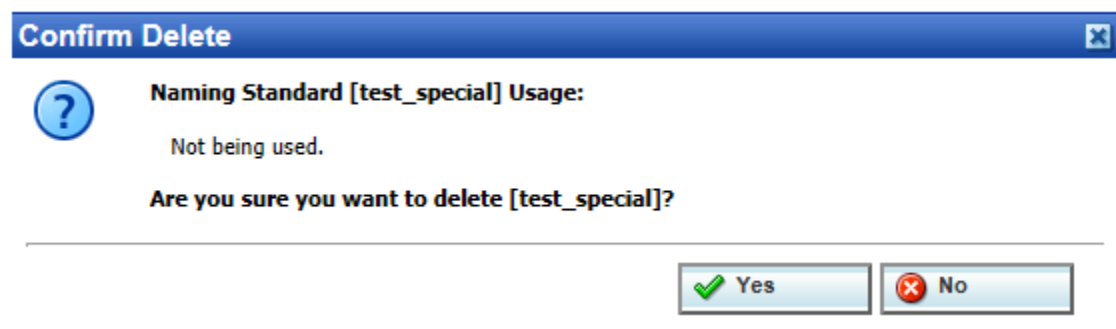 Confirm Delete
Naming Standard [test_special] Usage:
Not being used.
Are you sure you want to delete [test_special]?
Yes
No